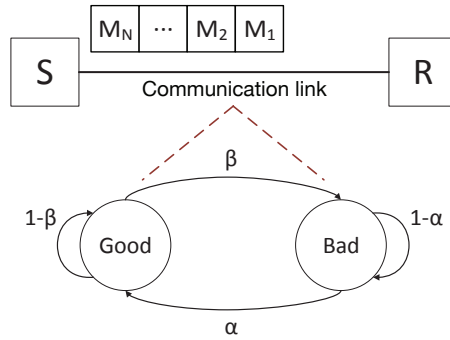 M_N ... M_2 M_1
S R
Communication link
β
1-β Good Bad 1-α
α